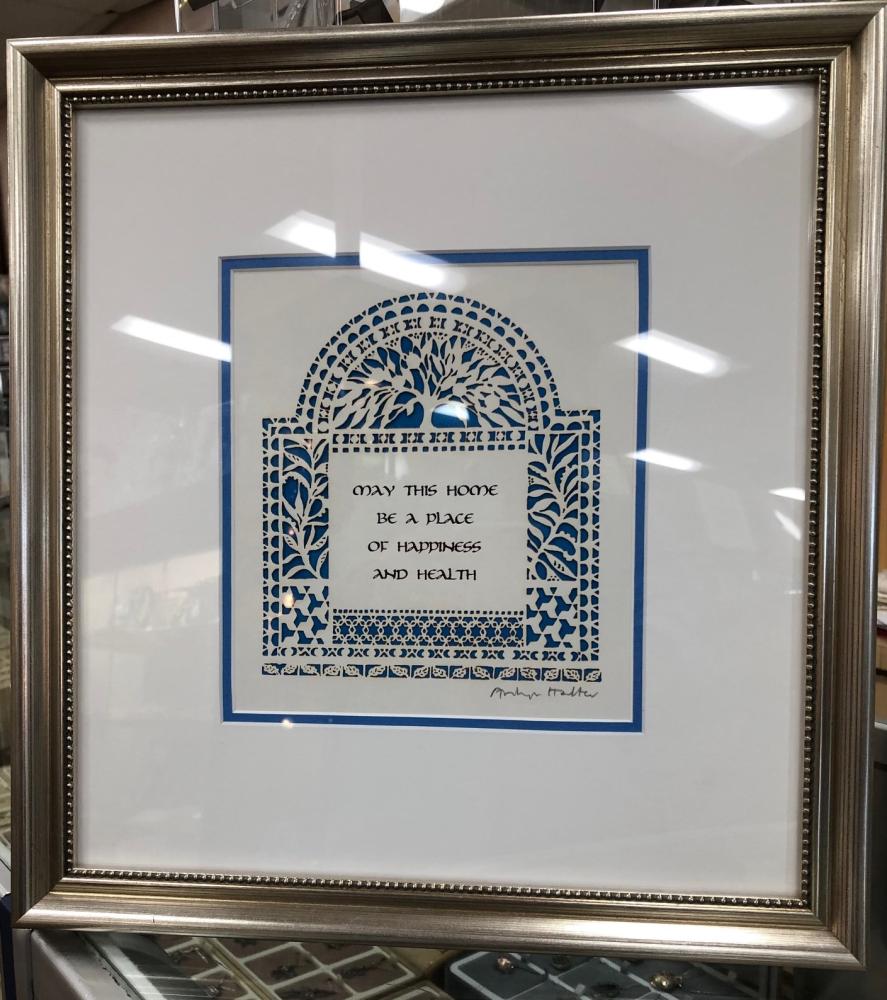 MAY THIS HOME
BE A PLACE
OF HAPPINESS
AND HEALTH